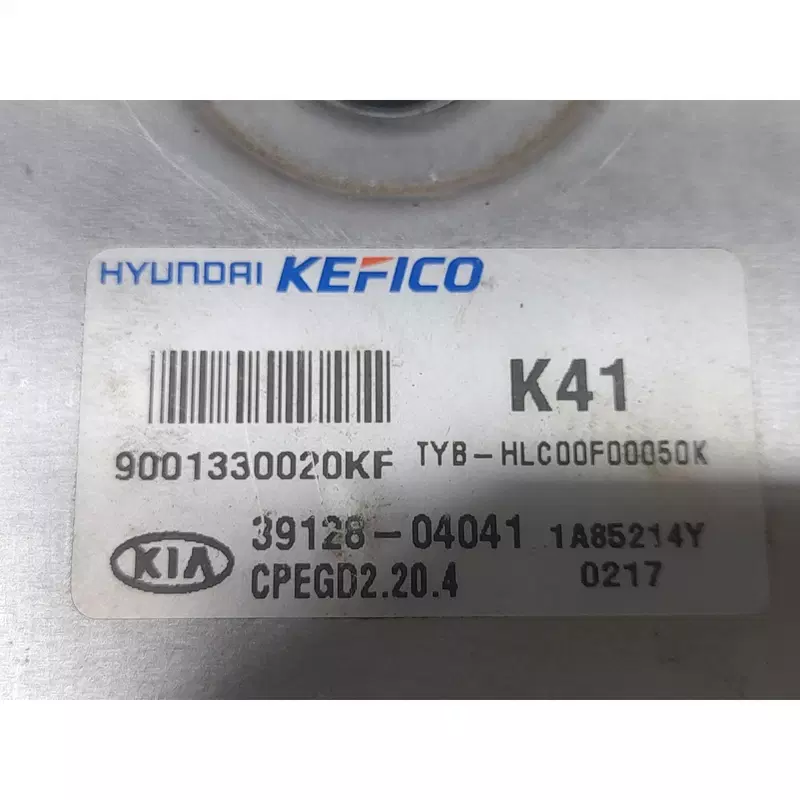 HYUNDAI KEFICO
K41
9001330020KF TYB-HLC00F00050K
KIA 39128-04041 1A85214Y
CPEGD2.20.4 0217